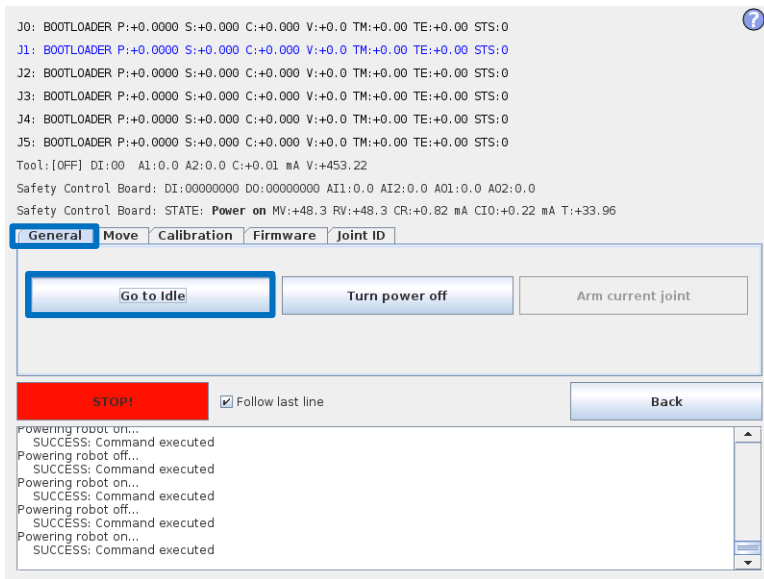 J0: BOOTLOADER P:+0.0000 S:+0.000 C:+0.000 V:+0.0 TM:+0.00 TE:+0.00 STS:0
?
J1: BOOTLOADER P:+0.0000 S:+0.000 C:+0.000 V:+0.0 TM:+0.00 TE:+0.00 STS:0
J2: BOOTLOADER P:+0.0000 S:+0.000 C:+0.000 V:+0.0 TM:+0.00 TE:+0.00 STS:0
J3: BOOTLOADER P:+0.0000 S:+0.000 C:+0.000 V:+0.0 TM:+0.00 TE:+0.00 STS:0
J4: BOOTLOADER P:+0.0000 S:+0.000 C:+0.000 V:+0.0 TM:+0.00 TE:+0.00 STS:0
J5: BOOTLOADER P:+0.0000 S:+0.000 C:+0.000 V:+0.0 TM:+0.00 TE:+0.00 STS:0
Tool:[OFF] DI:00 A1:0.0 A2:0.0 C:+0.01 mA V:+453.22
Safety Control Board: DI:00000000 DO:00000000 AI1:0.0 AI2:0.0 AO1:0.0 AO2:0.0
Safety Control Board: STATE: Power on MV:+48.3 RV:+48.3 CR:+0.82 mA CIO:+0.22 mA T:+33.96
General Move Calibration Firmware Joint ID
Go to Idle Turn power off Arm current joint
STOP! Follow last line Back
Powering robot on...
SUCCESS: Command executed
Powering robot off...
SUCCESS: Command executed
Powering robot on...
SUCCESS: Command executed
Powering robot off...
SUCCESS: Command executed
Powering robot on...
SUCCESS: Command executed